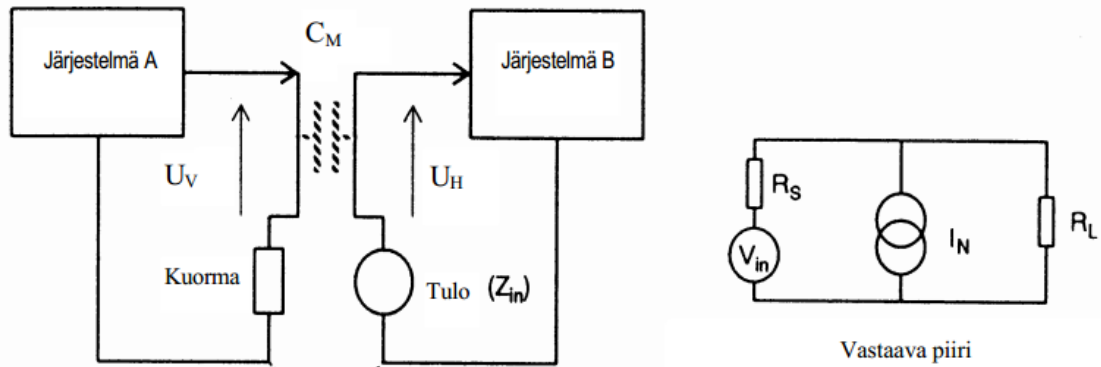 Järjestelmä A
C_M
Järjestelmä B
U_V
U_H
Kuorma
Tulo (Z_in)
R_S
V_in
I_N
R_L
Vastaava piiri